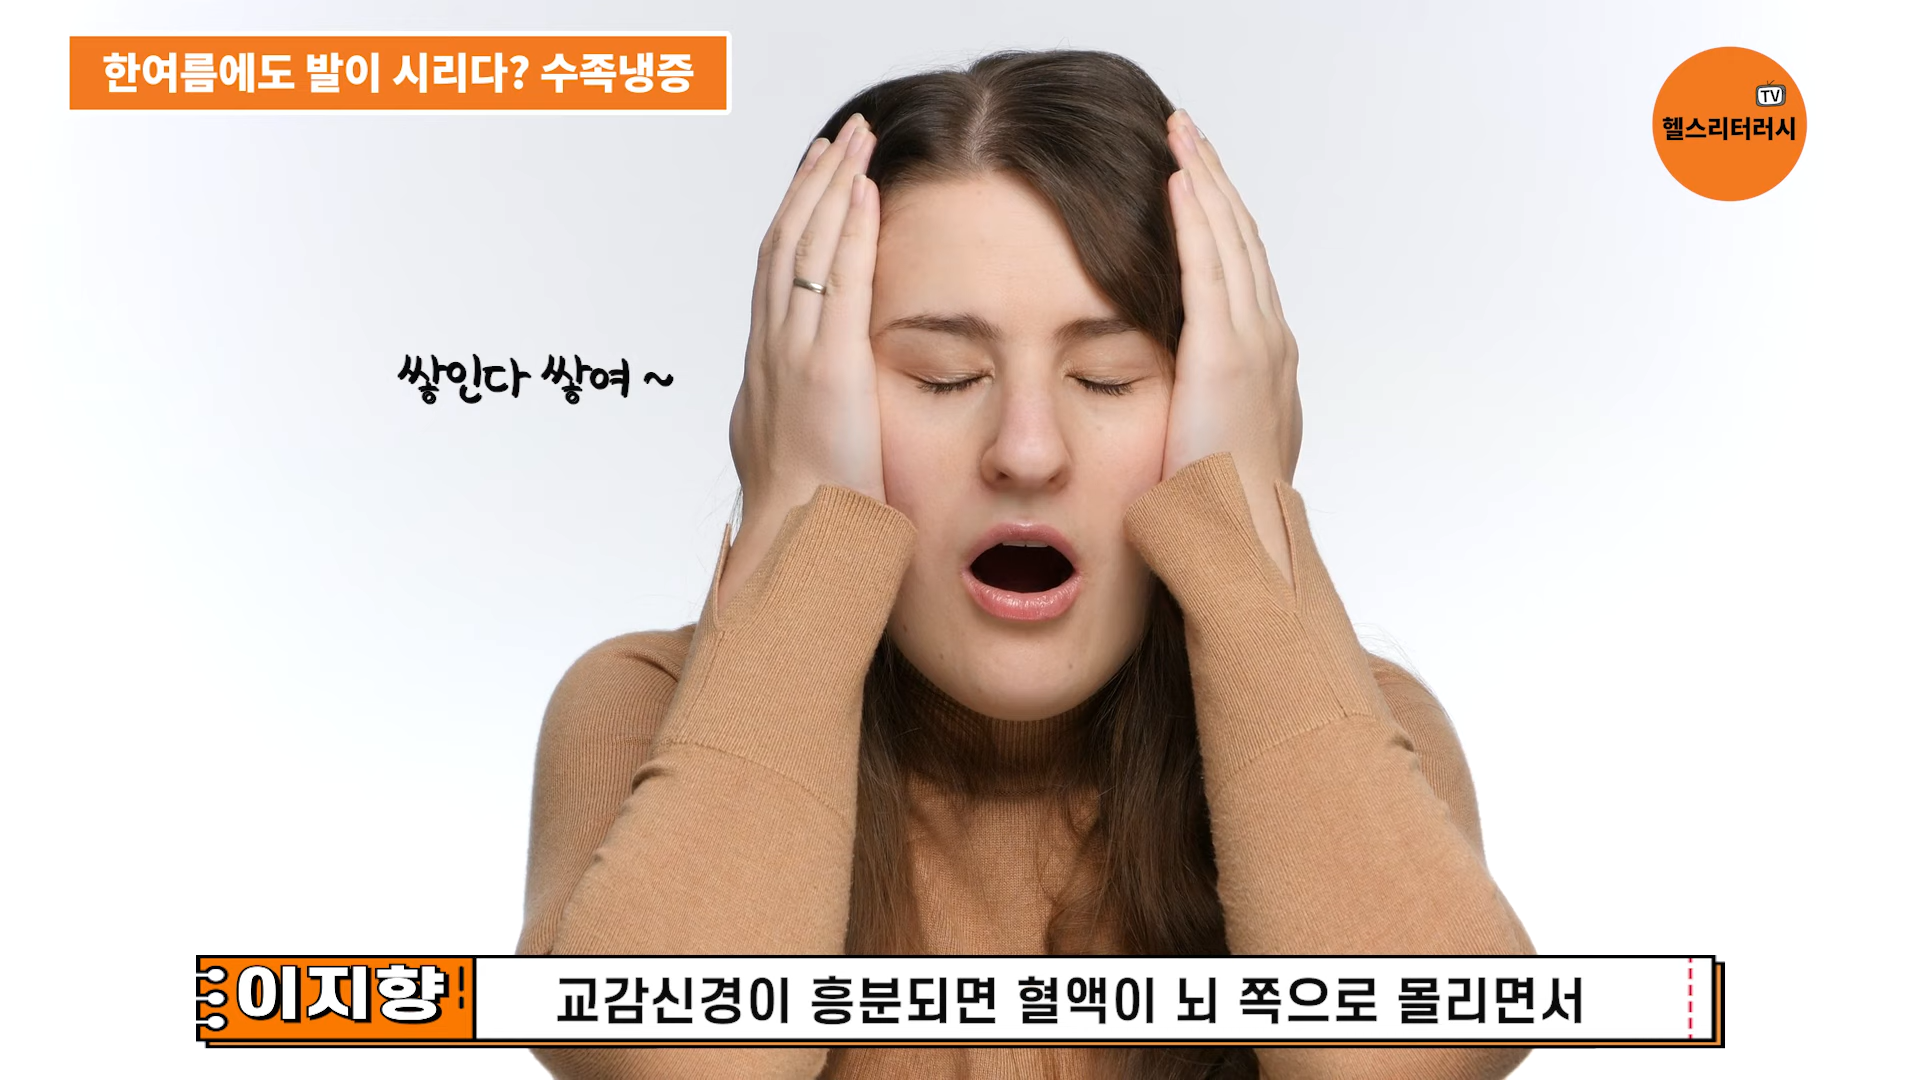 한여름에도 발이 시리다? 수족냉증
TV
헬스리터러시
쌓인다 쌓여 ~
이지향
교감신경이 흥분되면 혈액이 뇌 쪽으로 몰리면서